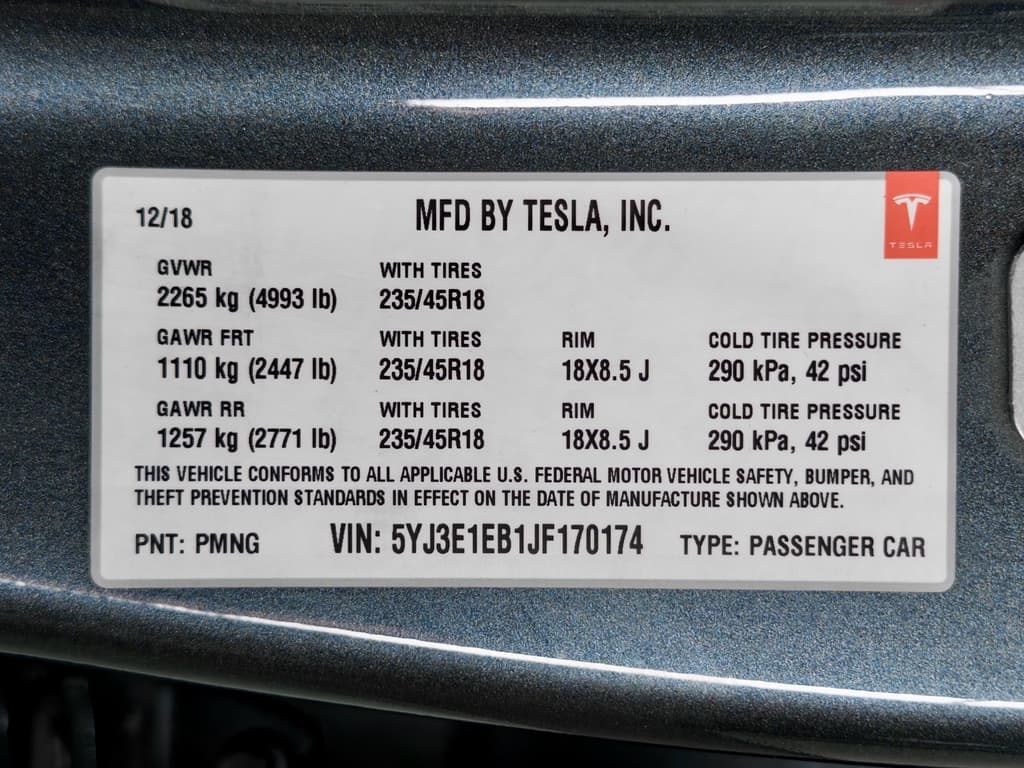 12/18 MFD BY TESLA, INC.
TESLA
GVWR WITH TIRES
2265 kg (4993 lb) 235/45R18
GAWR FRT WITH TIRES RIM COLD TIRE PRESSURE
1110 kg (2447 lb) 235/45R18 18X8.5 J 290 kPa, 42 psi
GAWR RR WITH TIRES RIM COLD TIRE PRESSURE
1257 kg (2771 lb) 235/45R18 18X8.5 J 290 kPa, 42 psi
THIS VEHICLE CONFORMS TO ALL APPLICABLE U.S. FEDERAL MOTOR VEHICLE SAFETY, BUMPER, AND
THEFT PREVENTION STANDARDS IN EFFECT ON THE DATE OF MANUFACTURE SHOWN ABOVE.
PNT: PMNG VIN: 5YJ3E1EB1JF170174 TYPE: PASSENGER CAR